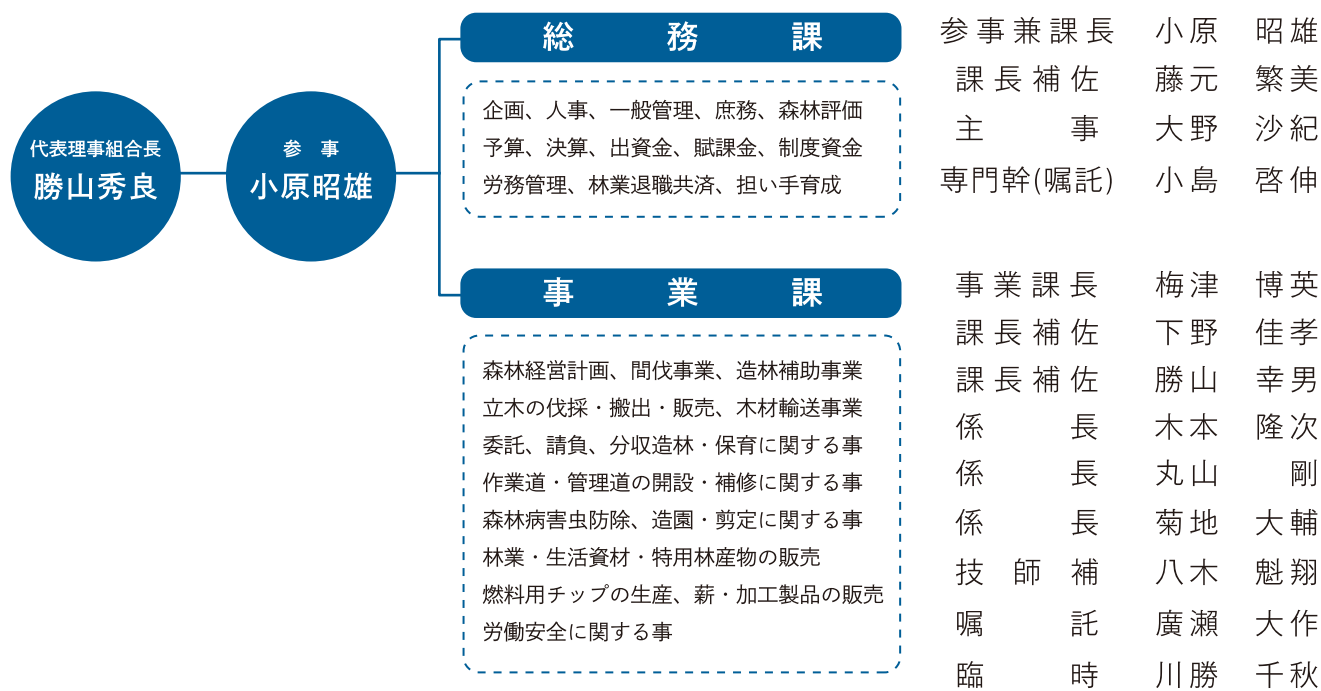 代表理事組合長
勝山秀良
参 事
小原昭雄
総 務 課
企画、人事、一般管理、庶務、森林評価
予算、決算、出資金、賦課金、制度資金
労務管理、林業退職共済、担い手育成
参事兼課長 小原 昭雄
課長補佐 藤元 繁美
主 事 大野 沙紀
専門幹(嘱託) 小島 啓伸
事 業 課
森林経営計画、間伐事業、造林補助事業
立木の伐採・搬出・販売、木材輸送事業
委託、請負、分収造林・保育に関する事
作業道・管理道の開設・補修に関する事
森林病害虫防除、造園・剪定に関する事
林業・生活資材・特用林産物の販売
燃料用チップの生産、薪・加工製品の販売
労働安全に関する事
事業課長 梅津 博英
課長補佐 下野 佳孝
課長補佐 勝山 幸男
係 長 木本 隆次
係 長 丸山 剛
係 長 菊地 大輔
技 師 補 八木 魁翔
嘱 託 廣瀬 大作
臨 時 川勝 千秋